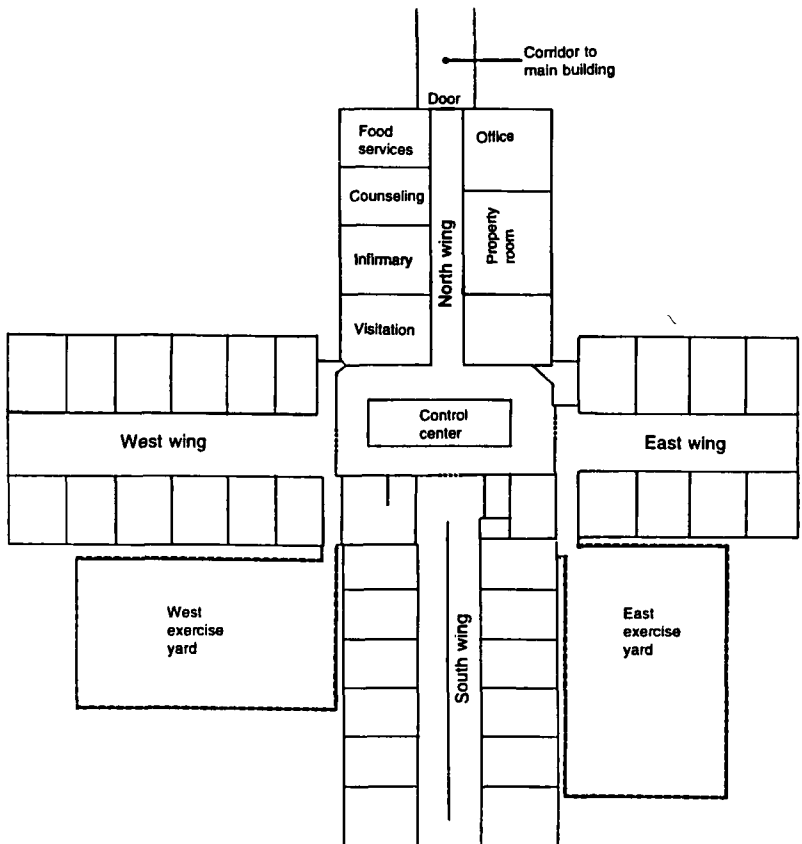 Corridor to
main building
Door
Food
services
Office
Counseling
Property
room
Infirmary
North wing
Visitation
Control
center
West wing
East wing
West
exercise
yard
South wing
East
exercise
yard